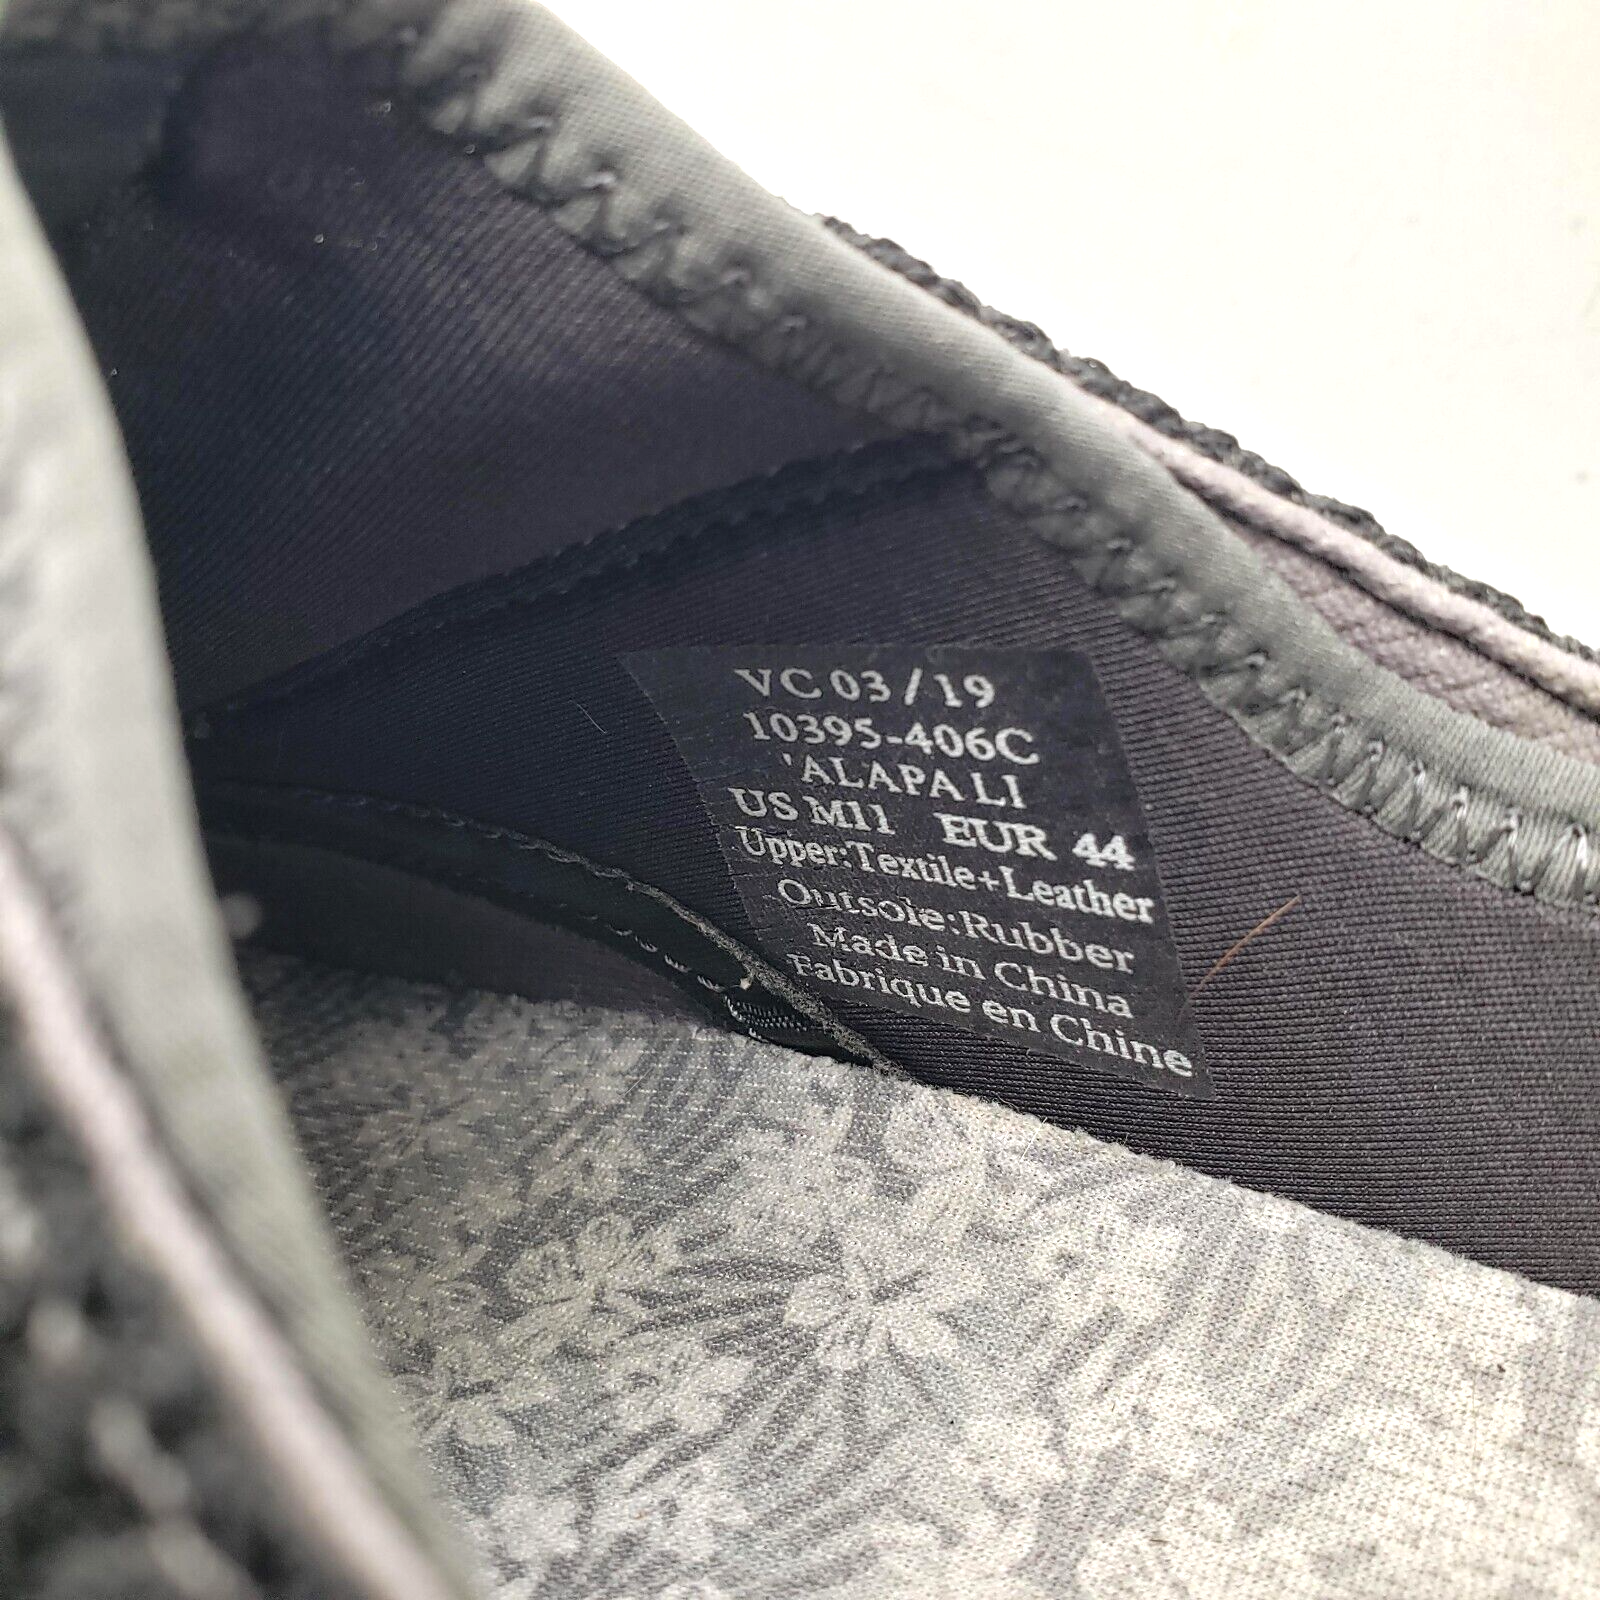 VC 03 / 19
10395-406C
'ALAPA LI
US M11 EUR 44
Upper:Textile+Leather
Outsole:Rubber
Made in China
Fabrique en Chine